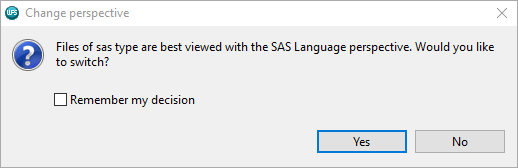 WPS
Change perspective
Files of sas type are best viewed with the SAS Language perspective. Would you like
to switch?
Remember my decision
Yes
No